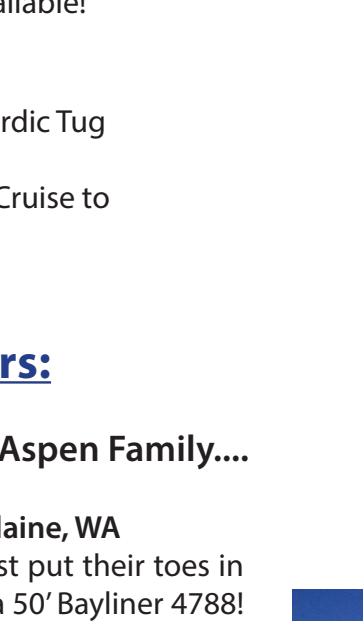 ailable!
rdic Tug
Cruise to
rs:
Aspen Family....
laine, WA
st put their toes in
a 50' Bayliner 4788!